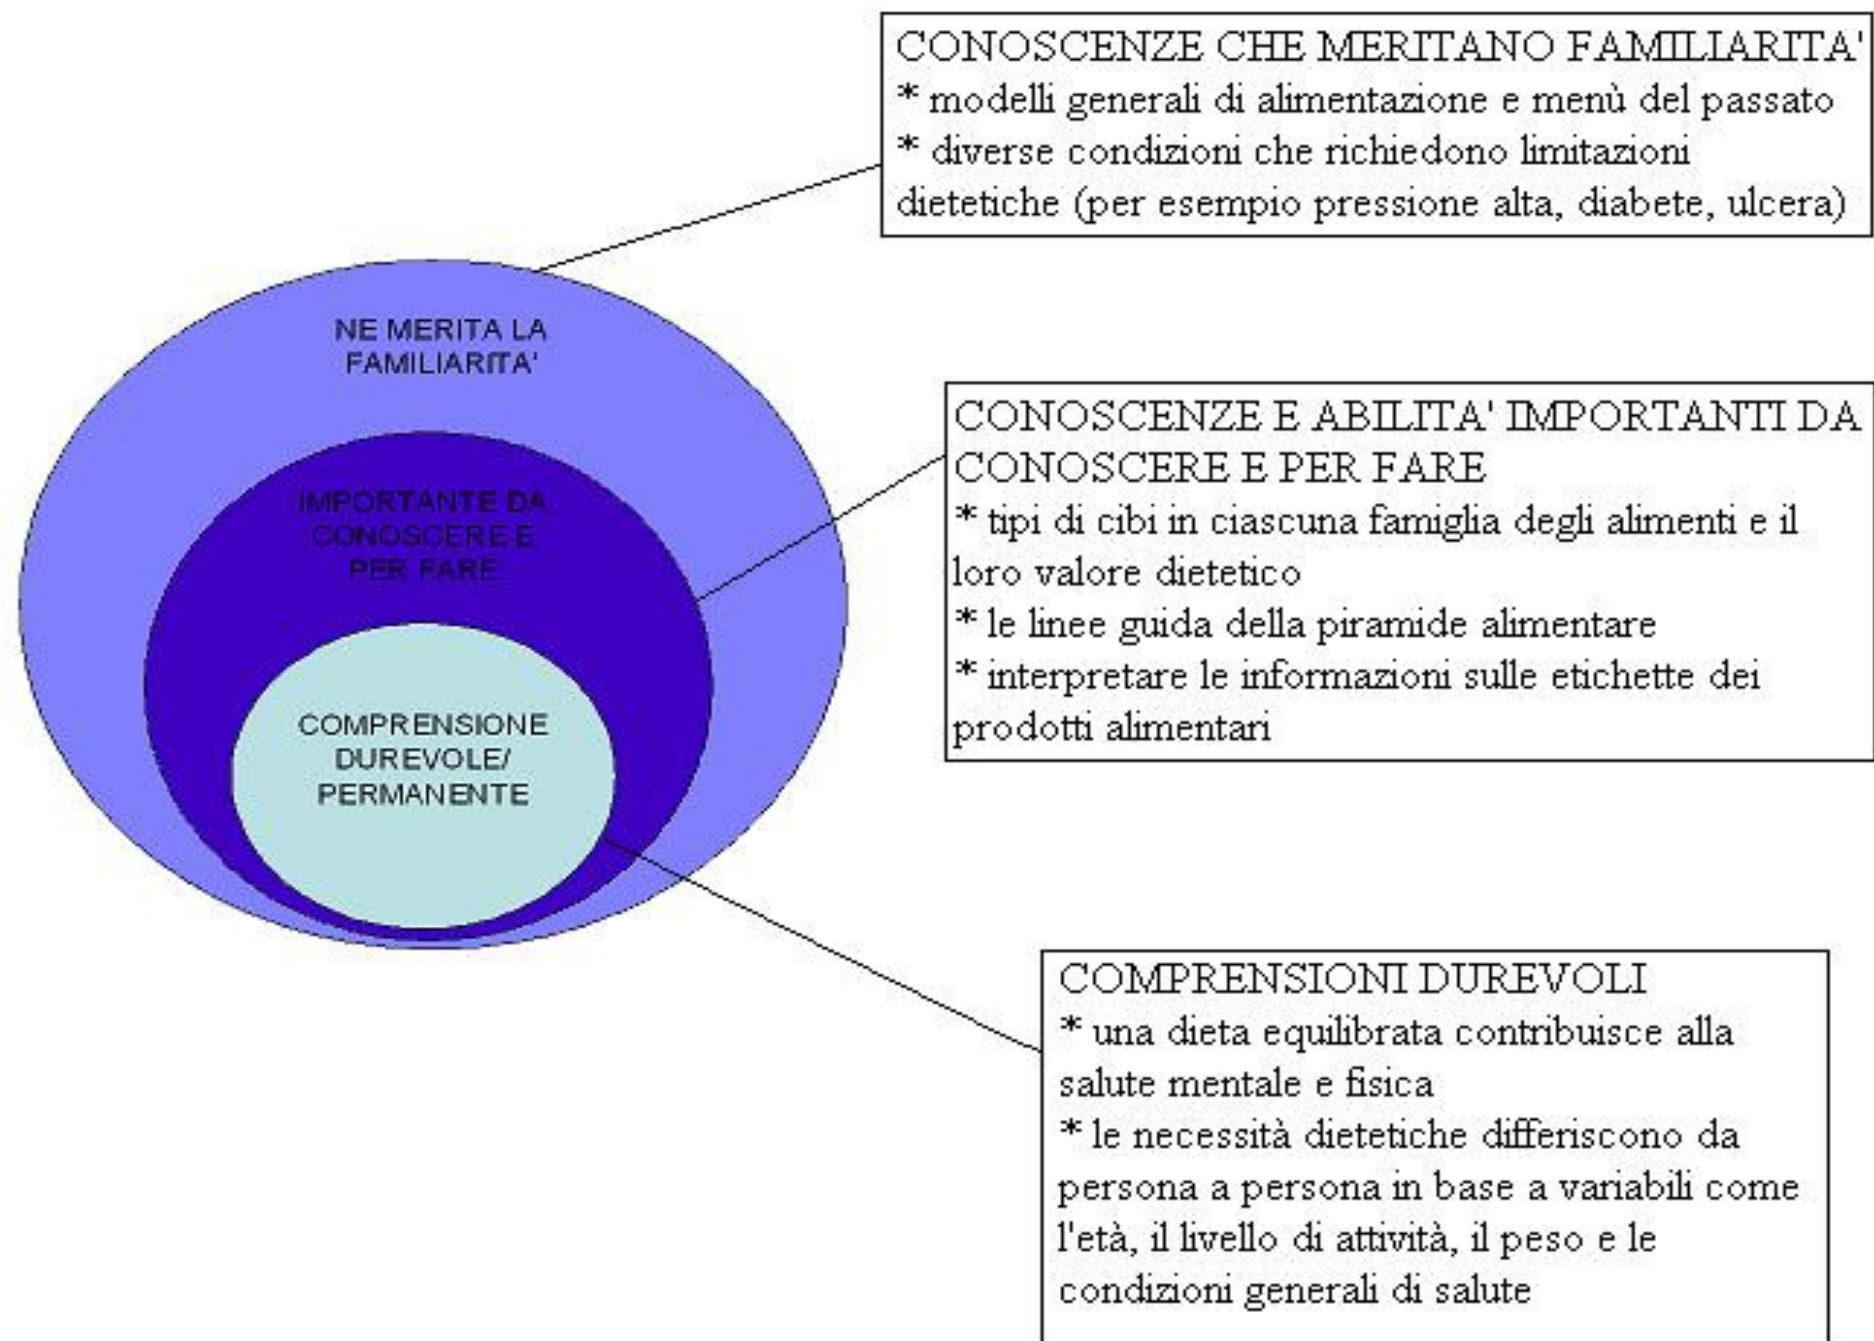 CONOSCENZE CHE MERITANO FAMILIARITA'
* modelli generali di alimentazione e menù del passato
* diverse condizioni che richiedono limitazioni
dietetiche (per esempio pressione alta, diabete, ulcera)
NE MERITA LA
FAMILIARITA'
IMPORTANTE DA
CONOSCERE E
PER FARE
COMPRENSIONE
DUREVOLE/
PERMANENTE
CONOSCENZE E ABILITA' IMPORTANTI DA
CONOSCERE E PER FARE
* tipi di cibi in ciascuna famiglia degli alimenti e il
loro valore dietetico
* le linee guida della piramide alimentare
* interpretare le informazioni sulle etichette dei
prodotti alimentari
COMPRENSIONI DUREVOLI
* una dieta equilibrata contribuisce alla
salute mentale e fisica
* le necessità dietetiche differiscono da
persona a persona in base a variabili come
l'età, il livello di attività, il peso e le
condizioni generali di salute